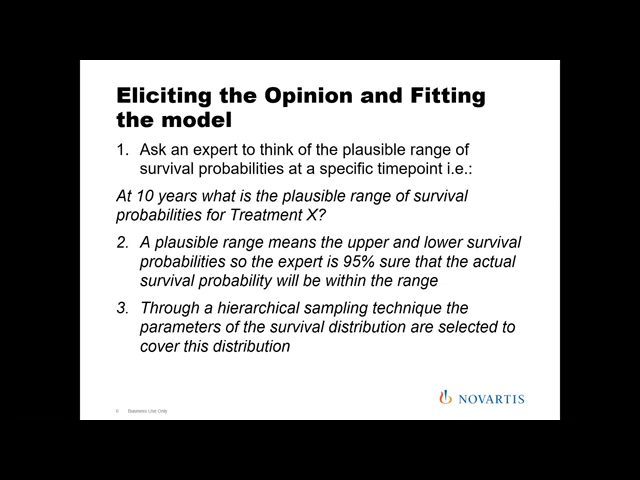 Eliciting the Opinion and Fitting
the model
1. Ask an expert to think of the plausible range of
survival probabilities at a specific timepoint i.e.:
At 10 years what is the plausible range of survival
probabilities for Treatment X?
2. A plausible range means the upper and lower survival
probabilities so the expert is 95% sure that the actual
survival probability will be within the range
3. Through a hierarchical sampling technique the
parameters of the survival distribution are selected to
cover this distribution
NOVARTIS
Business Use Only